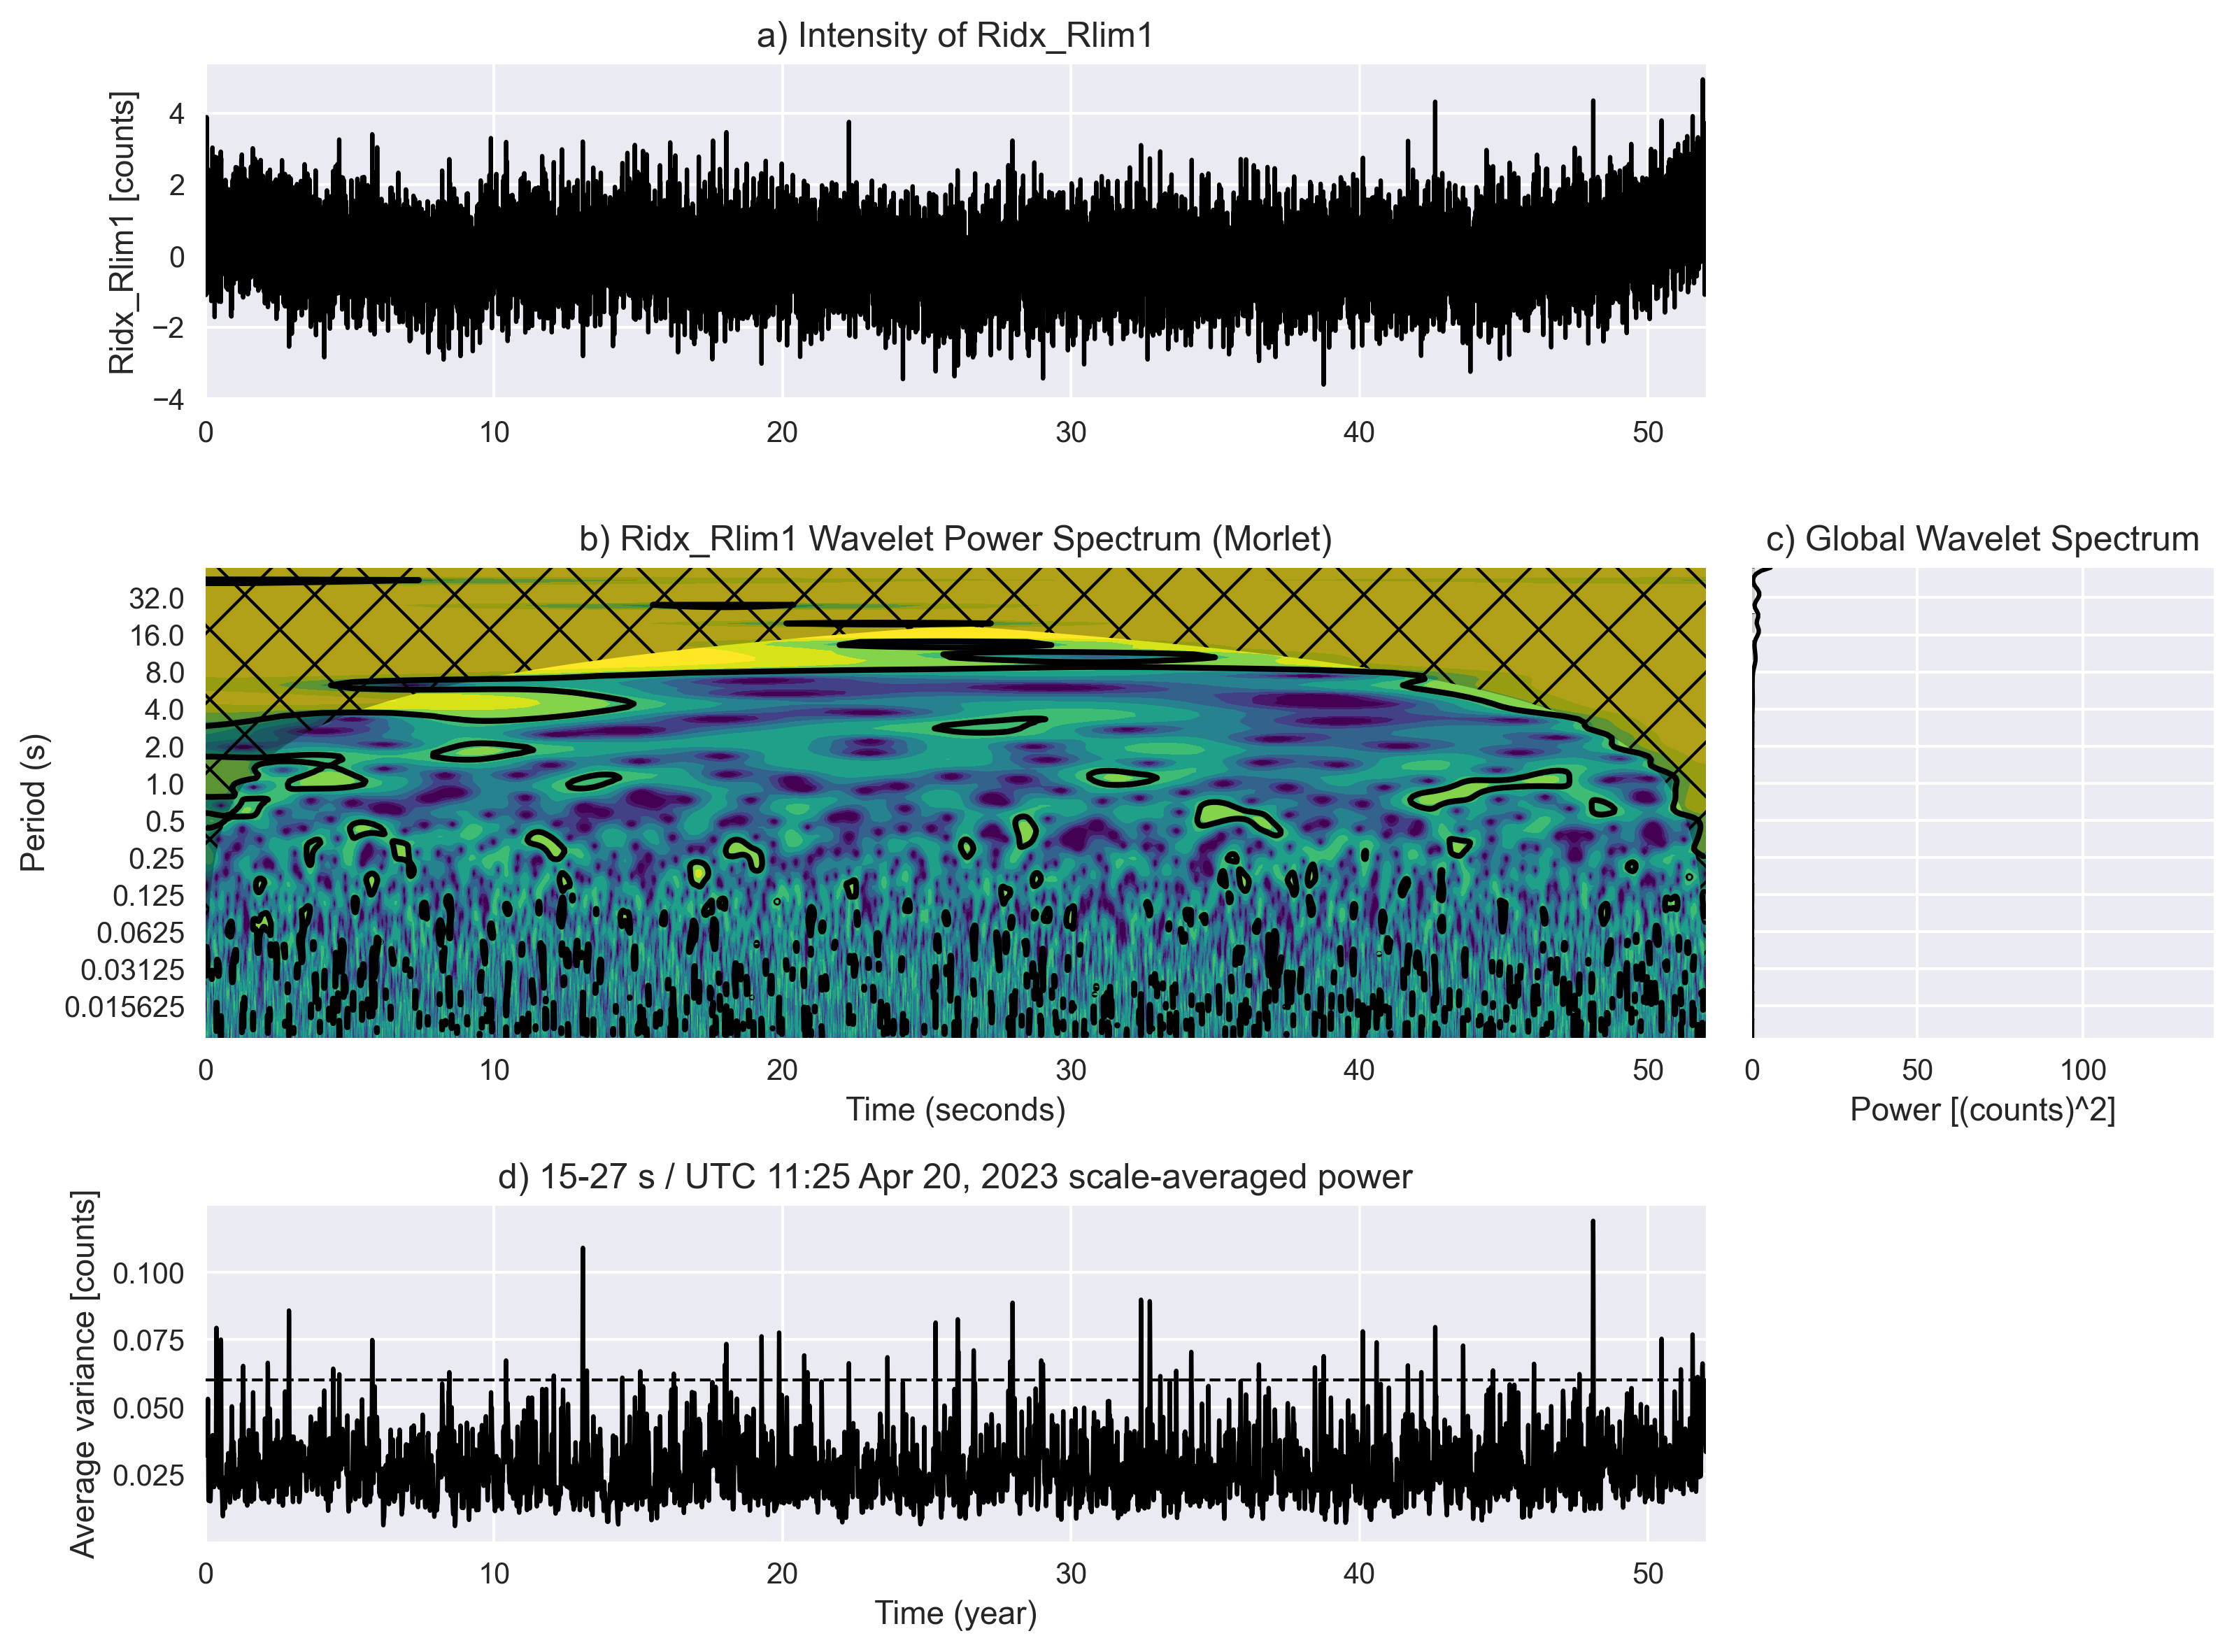 a) Intensity of Ridx_Rlim1
Ridx_Rlim1 [counts]
4
2
0
−2
−4
0 10 20 30 40 50
b) Ridx_Rlim1 Wavelet Power Spectrum (Morlet)
Period (s)
32.0
16.0
8.0
4.0
2.0
1.0
0.5
0.25
0.125
0.0625
0.03125
0.015625
0 10 20 30 40 50
Time (seconds)
c) Global Wavelet Spectrum
0 50 100
Power [(counts)^2]
d) 15-27 s / UTC 11:25 Apr 20, 2023 scale-averaged power
Average variance [counts]
0.100
0.075
0.050
0.025
0 10 20 30 40 50
Time (year)